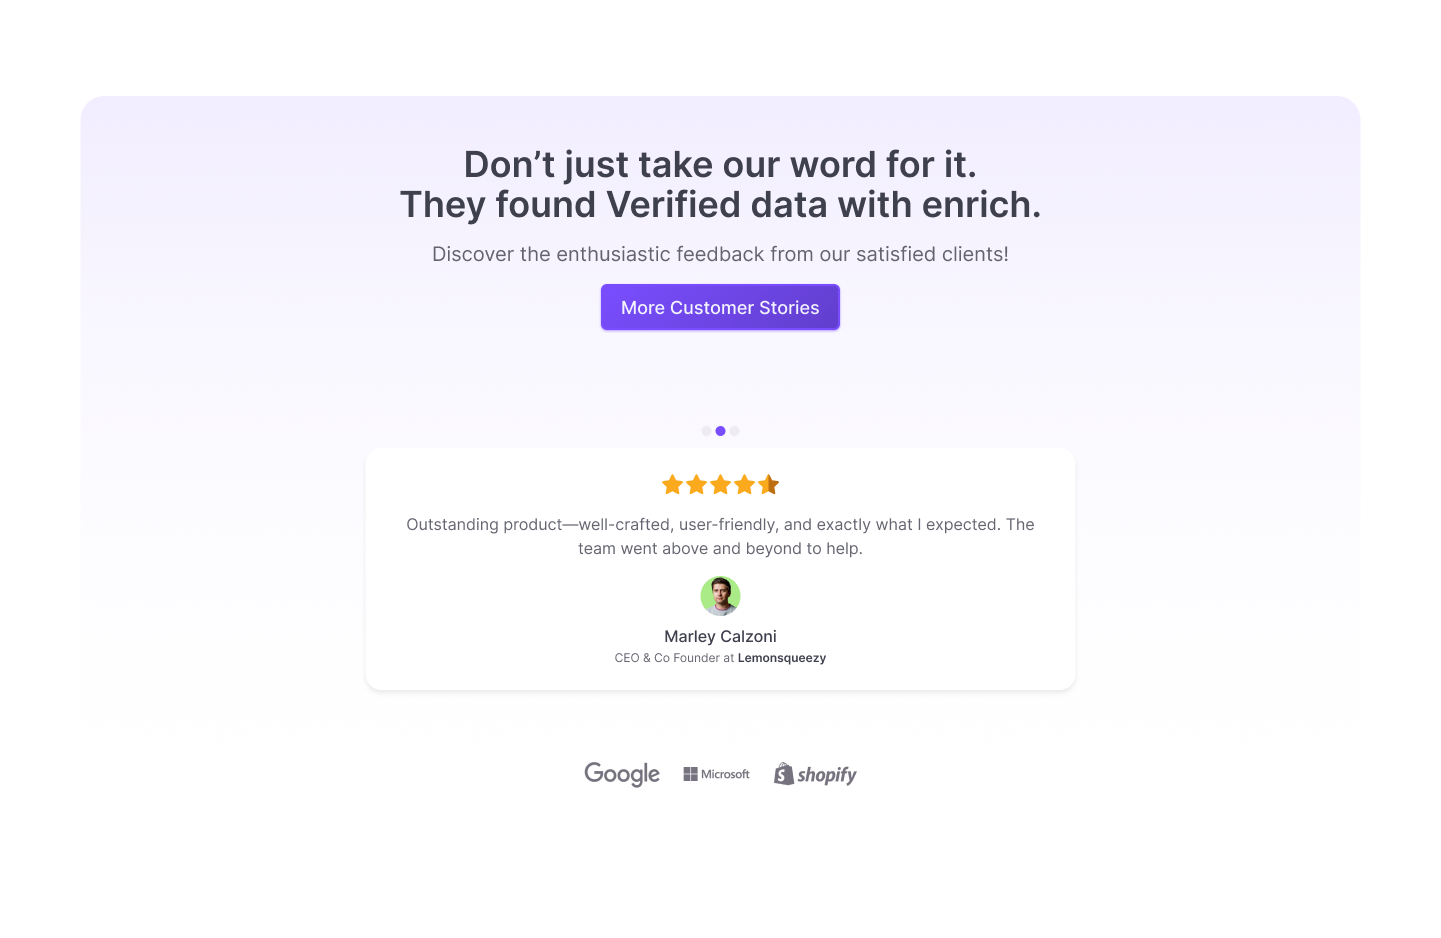 Don’t just take our word for it.
They found Verified data with enrich.
Discover the enthusiastic feedback from our satisfied clients!
More Customer Stories
Outstanding product—well-crafted, user-friendly, and exactly what I expected. The
team went above and beyond to help.
Marley Calzoni
CEO & Co Founder at Lemonsqueezy
Google Microsoft shopify